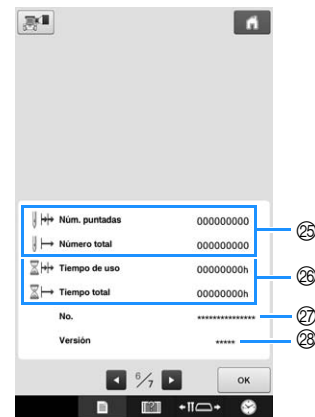 Núm. puntadas 000000000
Número total 000000000
㉕
Tiempo de uso 00000000h
Tiempo total 00000000h
㉖
No. *************** ㉗
Versión ***** ㉘
6/7 OK